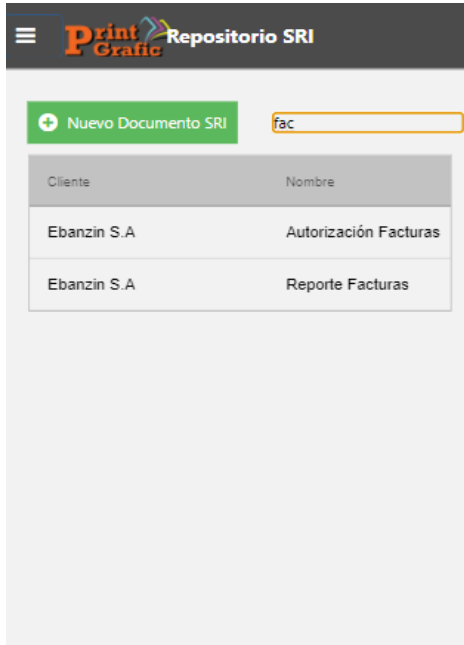 Print Grafic Repositorio SRI
Nuevo Documento SRI fac
Cliente Nombre
Ebanzin S.A Autorización Facturas
Ebanzin S.A Reporte Facturas